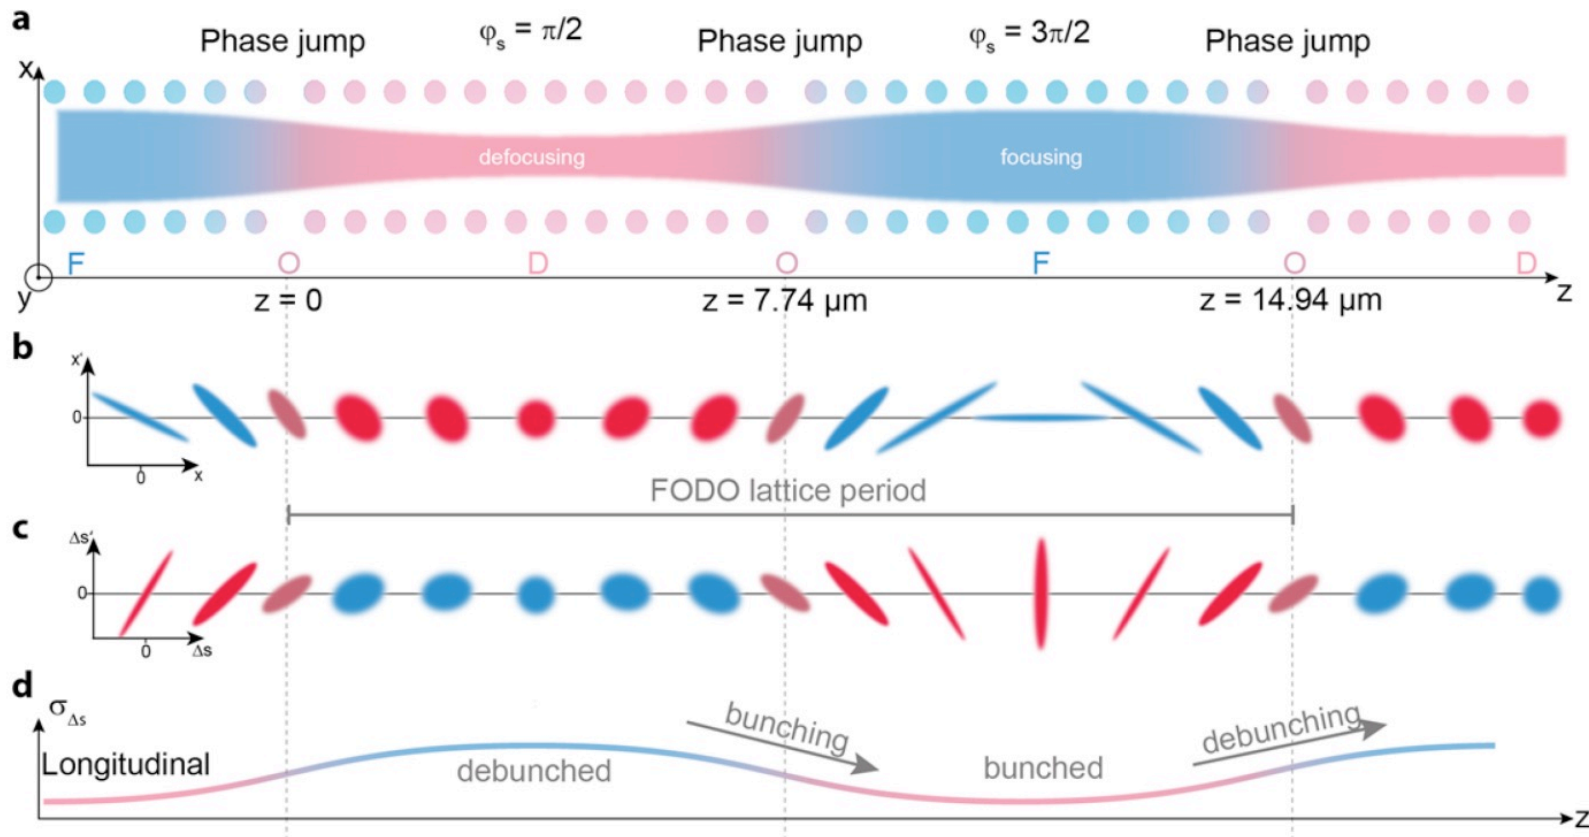 a
Phase jump
φs = π/2
Phase jump
φs = 3π/2
Phase jump
x
defocusing
focusing
F
O
D
O
F
O
D
y
z = 0
z = 7.74 μm
z = 14.94 μm
z
b
x'
0
0
x
FODO lattice period
c
Δs'
0
0
Δs
d
σΔs
Longitudinal
debunched
bunching
bunched
debunching
z